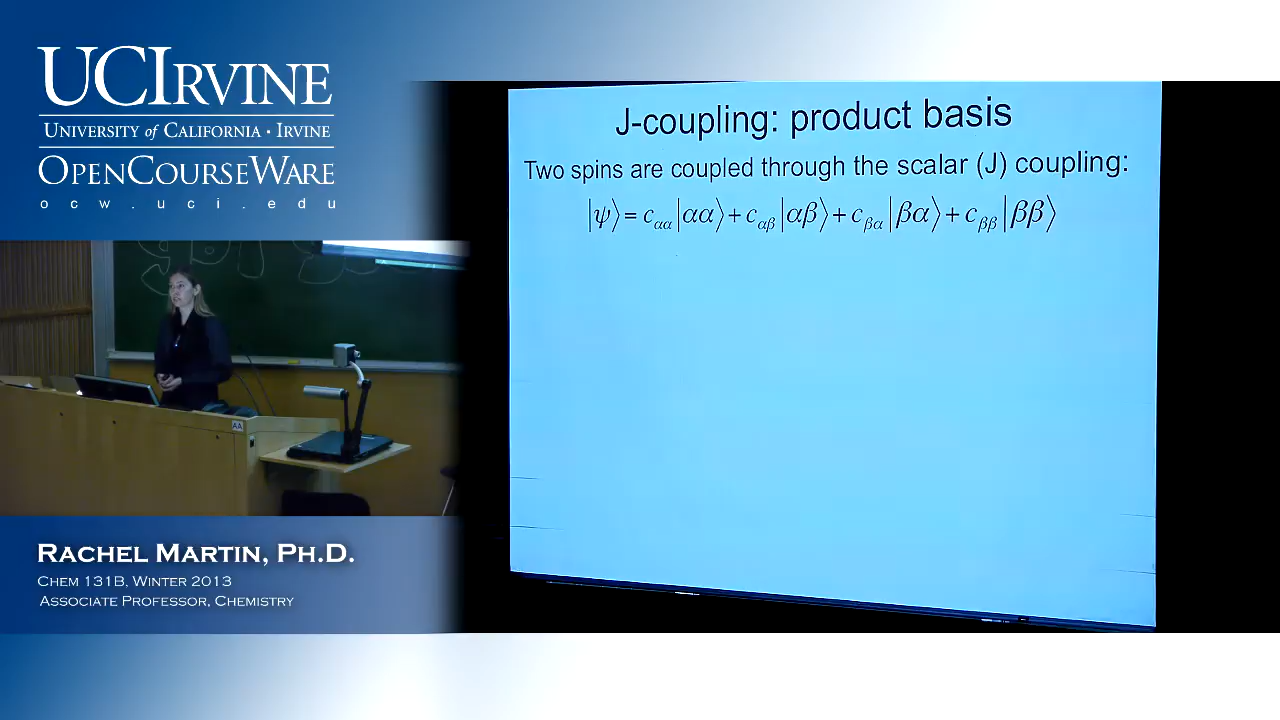 UCIRVINE
UNIVERSITY of CALIFORNIA · IRVINE
OPENCOURSEWARE
ocw.uci.edu
J-coupling: product basis
Two spins are coupled through the scalar (J) coupling:
|ψ⟩ = c_αα|αα⟩ + c_αβ|αβ⟩ + c_βα|βα⟩ + c_ββ|ββ⟩
AA
RACHEL MARTIN, PH.D.
CHEM 131B, WINTER 2013
ASSOCIATE PROFESSOR, CHEMISTRY